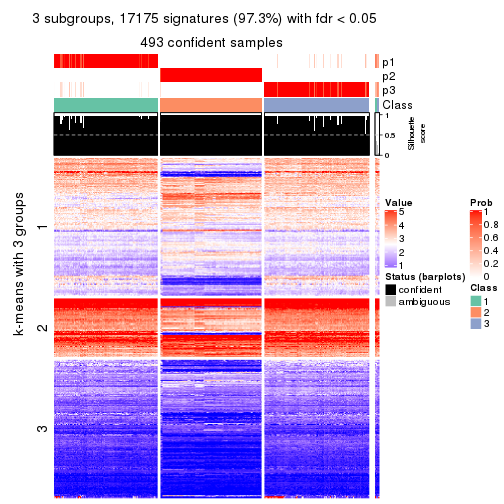 3 subgroups, 17175 signatures (97.3%) with fdr < 0.05
493 confident samples
p1
p2
p3
Class
1
0.5
0
Silhouette
score
k-means with 3 groups
1
2
3
Value
5
4
3
2
1
Status (barplots)
confident
ambiguous
Prob
1
0.8
0.6
0.4
0.2
0
Class
1
2
3